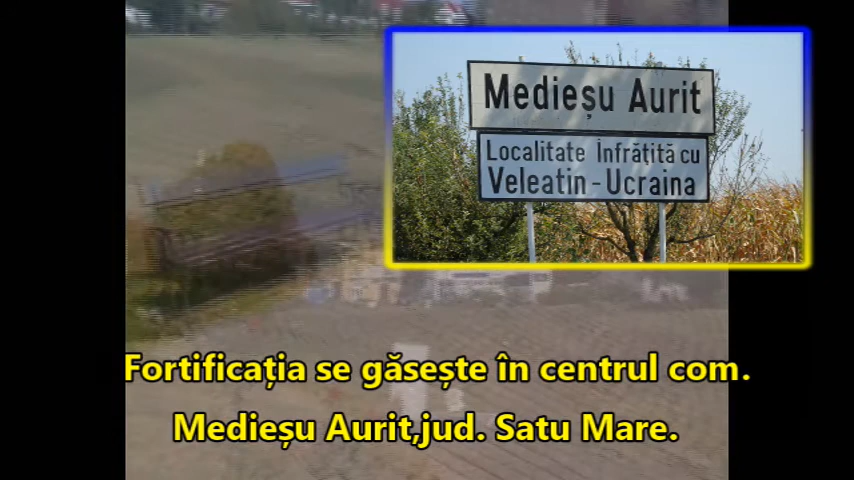 Medieșu Aurit
Localitate Înfrățită cu
Veleatin - Ucraina
Fortificația se găsește în centrul com.
Medieșu Aurit,jud. Satu Mare.